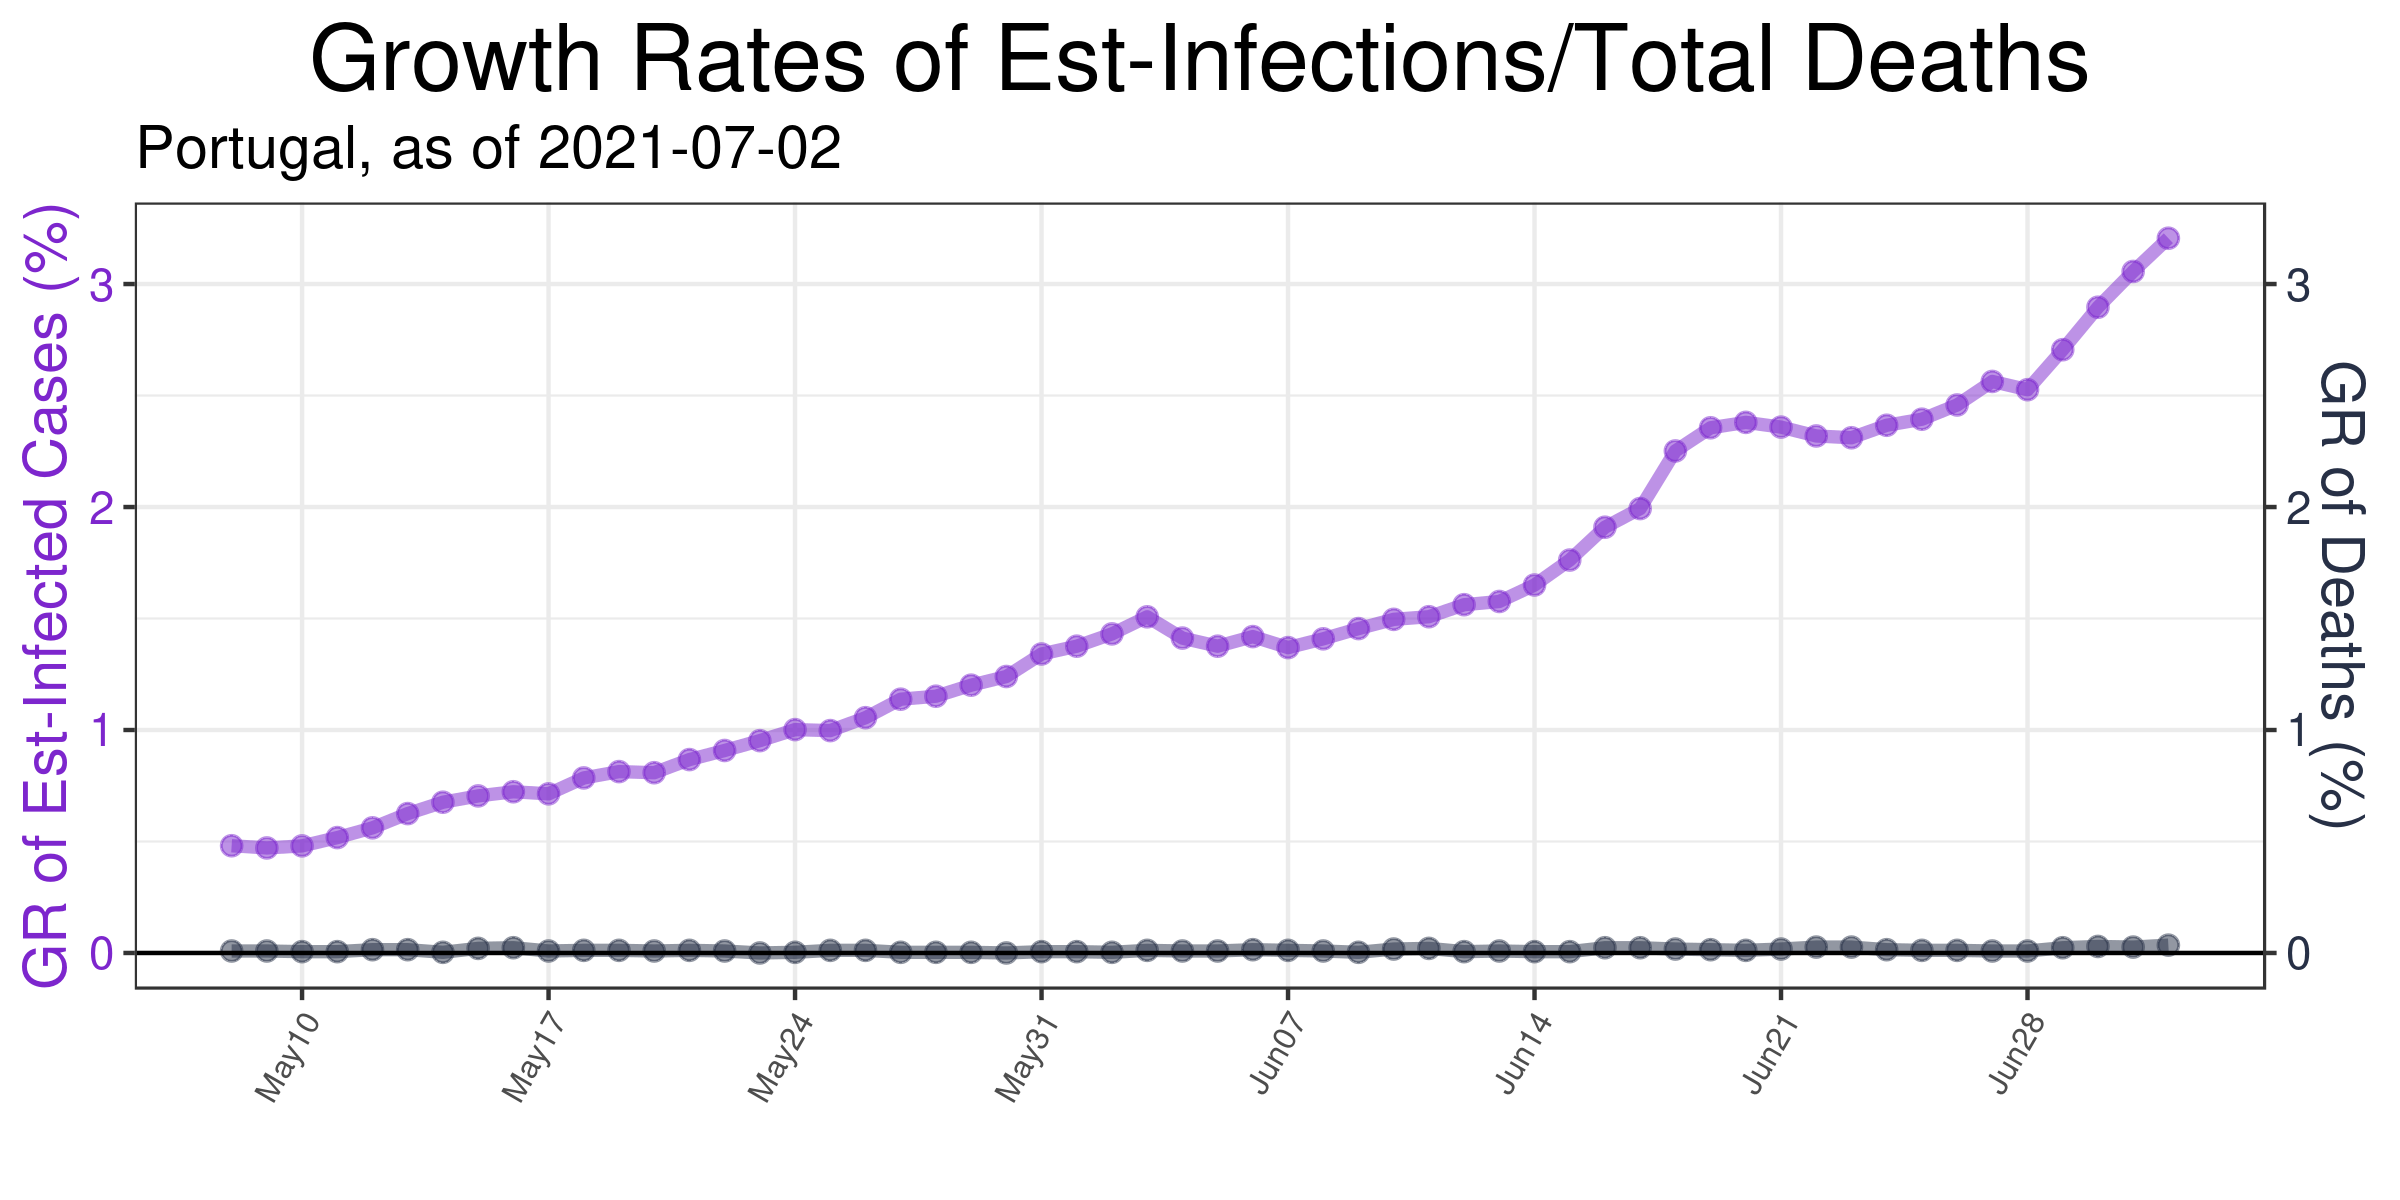 Growth Rates of Est-Infections/Total Deaths
Portugal, as of 2021-07-02
GR of Est-Infected Cases (%)
3
2
1
0
3
2
1
0
GR of Deaths (%)
May10
May17
May24
May31
Jun07
Jun14
Jun21
Jun28